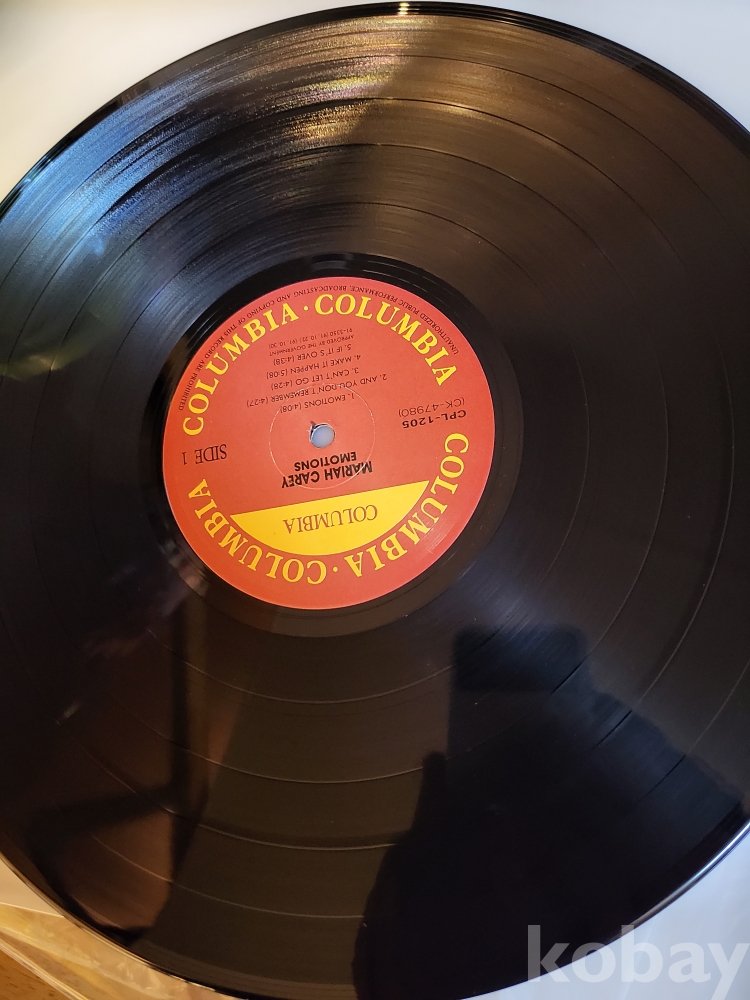 COLUMBIA
MARIAH CAREY
EMOTIONS
SIDE 1
CPL-1205
(CK-47980)
1. EMOTIONS (4:08)
2. AND YOU DON'T REMEMBER (4:27)
3. CAN'T LET GO (4:28)
4. MAKE IT HAPPEN (5:08)
5. IF IT'S OVER (4:38)
APPROVED BY THE GOVERNMENT
COLUMBIA · COLUMBIA
COLUMBIA · COLUMBIA
UNAUTHORIZED PUBLIC PERFORMANCE, BROADCASTING AND COPYING OF THIS RECORD ARE PROHIBITED
kobay